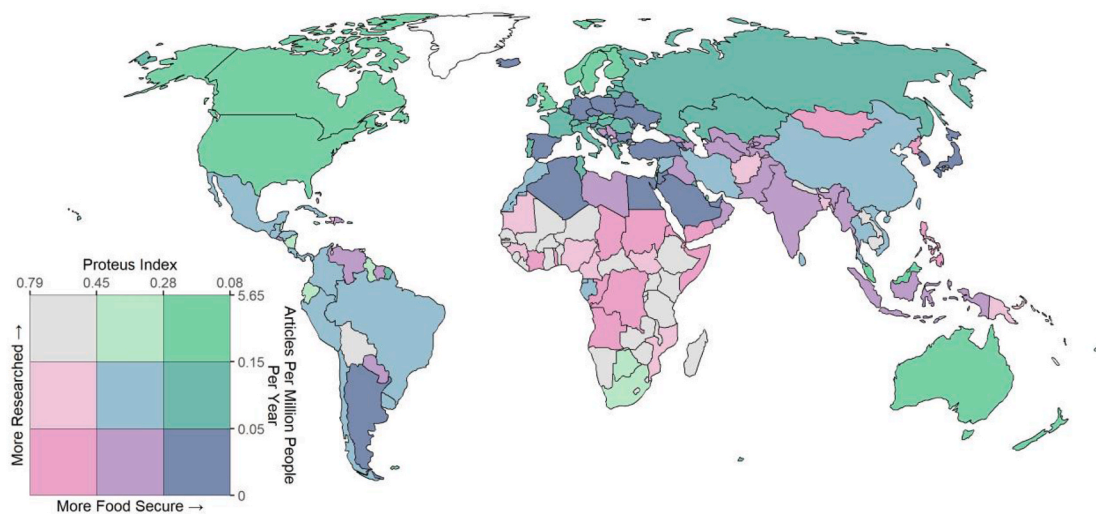 Proteus Index
0.79 0.45 0.28 0.08
5.65
0.15
0.05
0
Articles Per Million People
Per Year
More Researched →
More Food Secure →